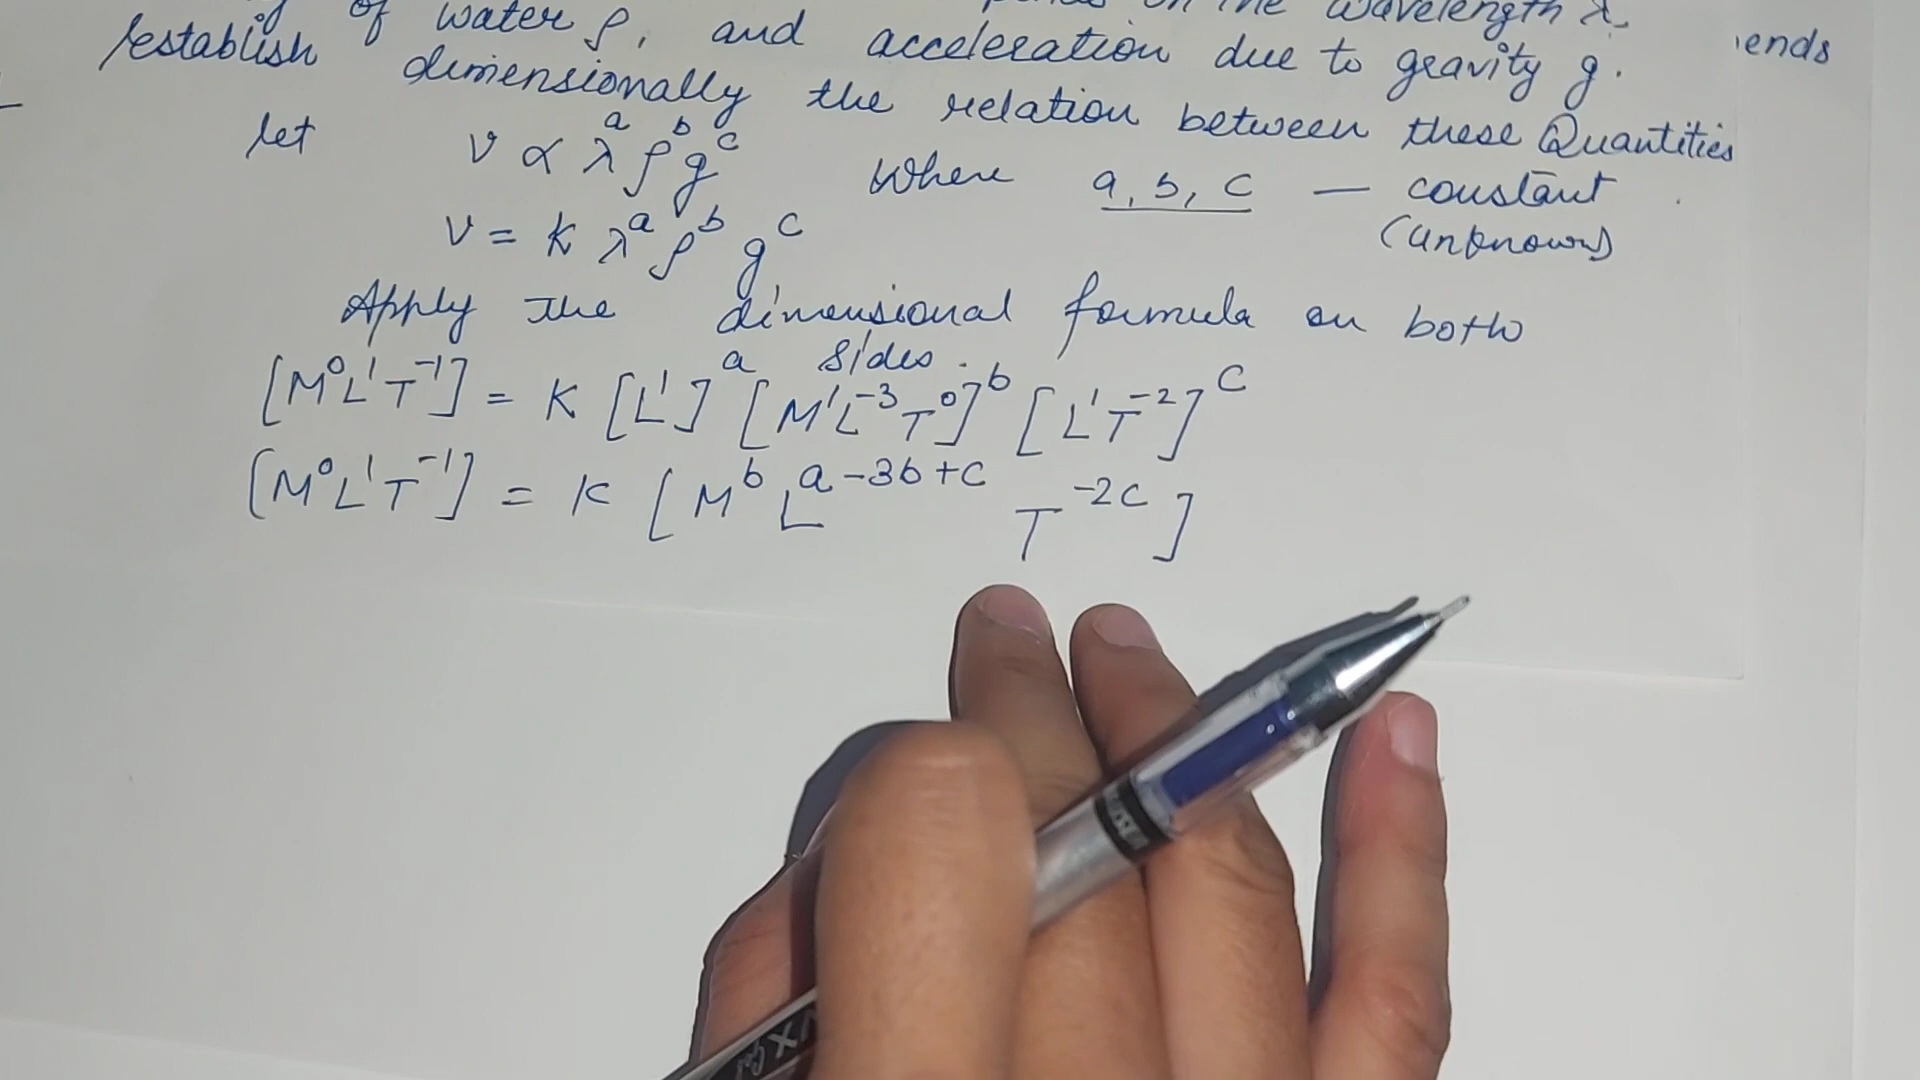 of water ρ, and acceleration due to gravity g.
ends
establish dimensionally the relation between these Quantities
let v ∝ λ^a ρ^b g^c where a, b, c — constant
(unknown)
v = K λ^a ρ^b g^c
Apply the dimensional formula on both
sides.
[M⁰L¹T⁻¹] = K [L¹]^a [M¹L⁻³T⁰]^b [L¹T⁻²]^c
[M⁰L¹T⁻¹] = K [M^b L^(a-3b+c) T^(-2c)]